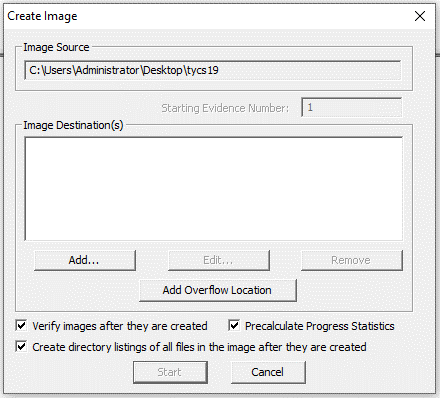 Create Image
Image Source
C:\Users\Administrator\Desktop\tycs19
Starting Evidence Number: 1
Image Destination(s)
Add... Edit... Remove
Add Overflow Location
Verify images after they are created Precalculate Progress Statistics
Create directory listings of all files in the image after they are created
Start Cancel